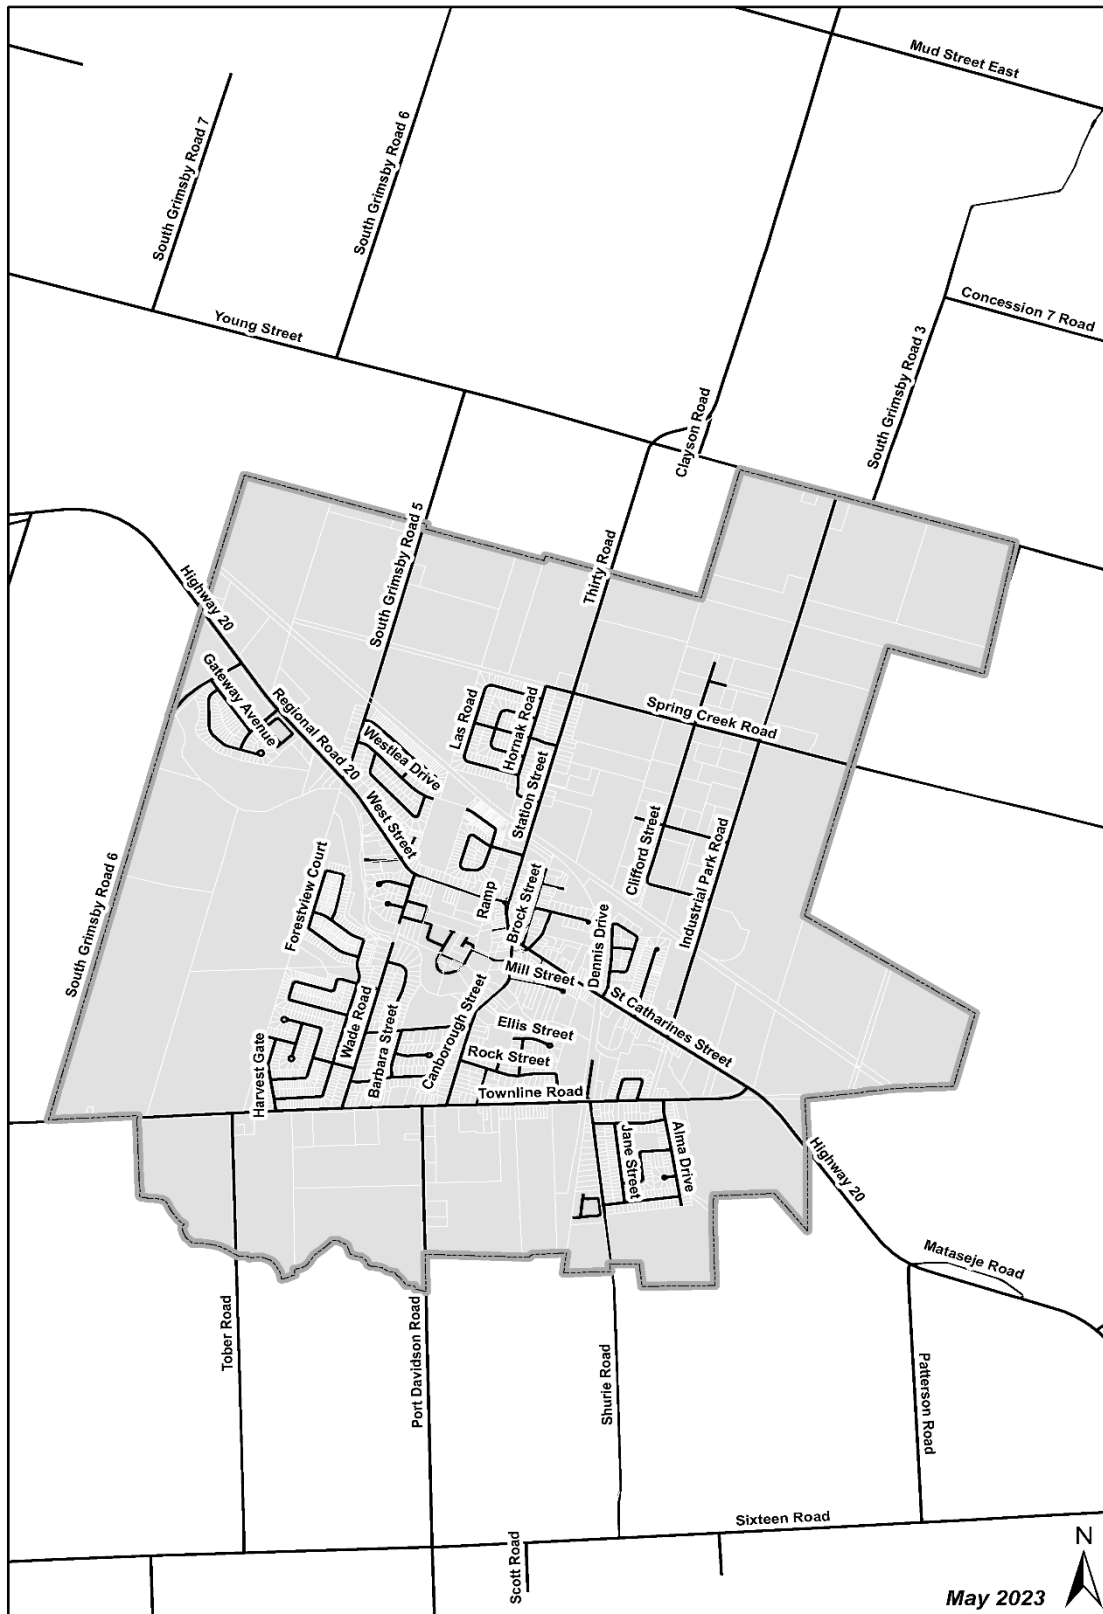 Mud Street East
South Grimsby Road 7
South Grimsby Road 6
Concession 7 Road
Young Street
South Grimsby Road 3
Clayson Road
South Grimsby Road 5
Thirty Road
Highway 20
Gateway Avenue
Regional Road 20
Las Road
Hornak Road
Spring Creek Road
Westlea Drive
Station Street
West Street
Clifford Street
Industrial Park Road
South Grimsby Road 6
Forestview Court
Ramp
Brock Street
Dennis Drive
Mill Street
St Catharines Street
Wade Road
Barbara Street
Canborough Street
Ellis Street
Rock Street
Harvest Gate
Townline Road
Jane Street
Alma Drive
Highway 20
Mataseje Road
Tober Road
Port Davidson Road
Shurie Road
Patterson Road
Sixteen Road
Scott Road
N
May 2023